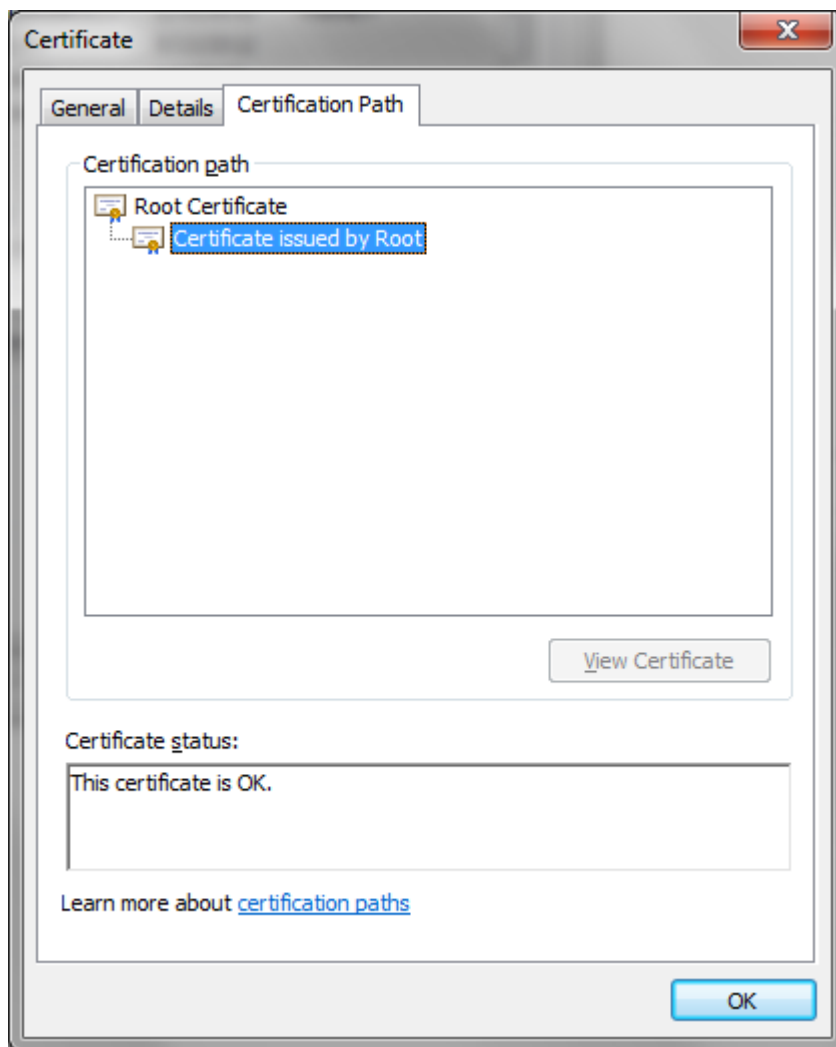 Certificate
General Details Certification Path
Certification path
Root Certificate
Certificate issued by Root
View Certificate
Certificate status:
This certificate is OK.
Learn more about certification paths
OK